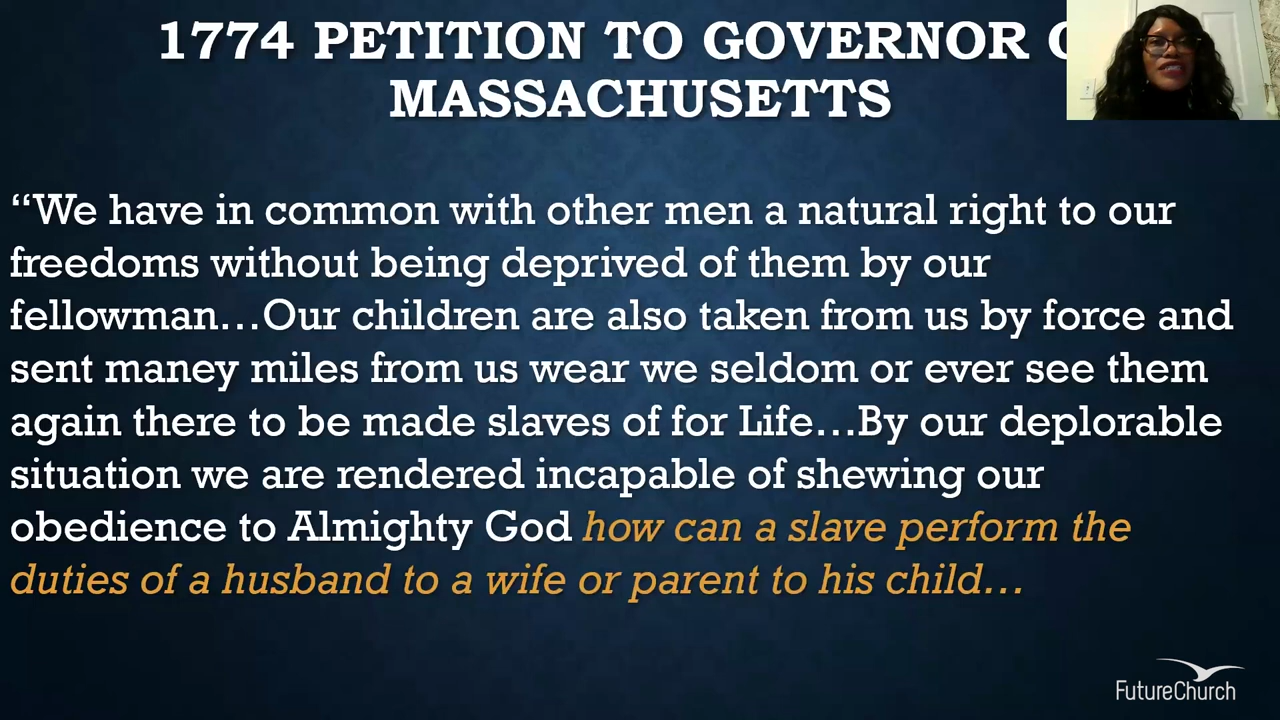 1774 PETITION TO GOVERNOR
MASSACHUSETTS
“We have in common with other men a natural right to our
freedoms without being deprived of them by our
fellowman...Our children are also taken from us by force and
sent maney miles from us wear we seldom or ever see them
again there to be made slaves of for Life...By our deplorable
situation we are rendered incapable of shewing our
obedience to Almighty God how can a slave perform the
duties of a husband to a wife or parent to his child...
FutureChurch